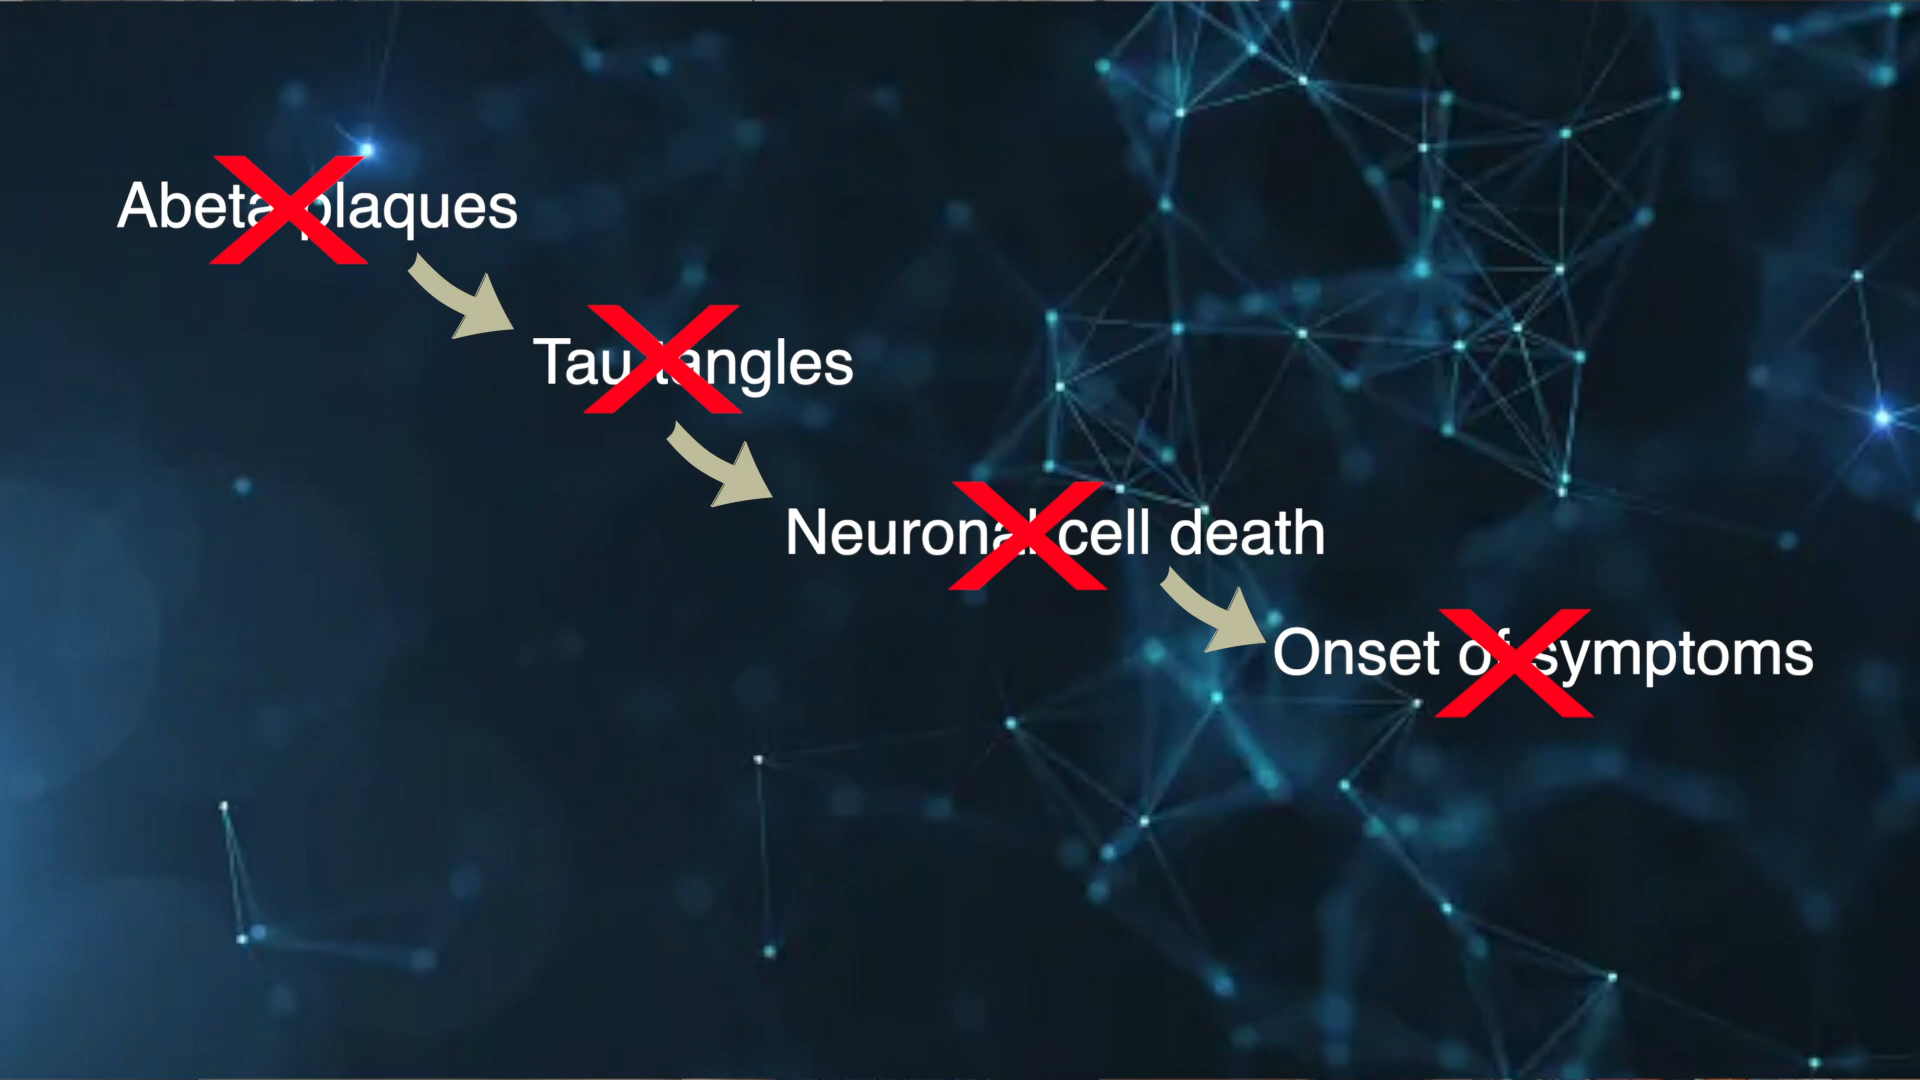 Abeta plaques
Tau tangles
Neuronal cell death
Onset of symptoms